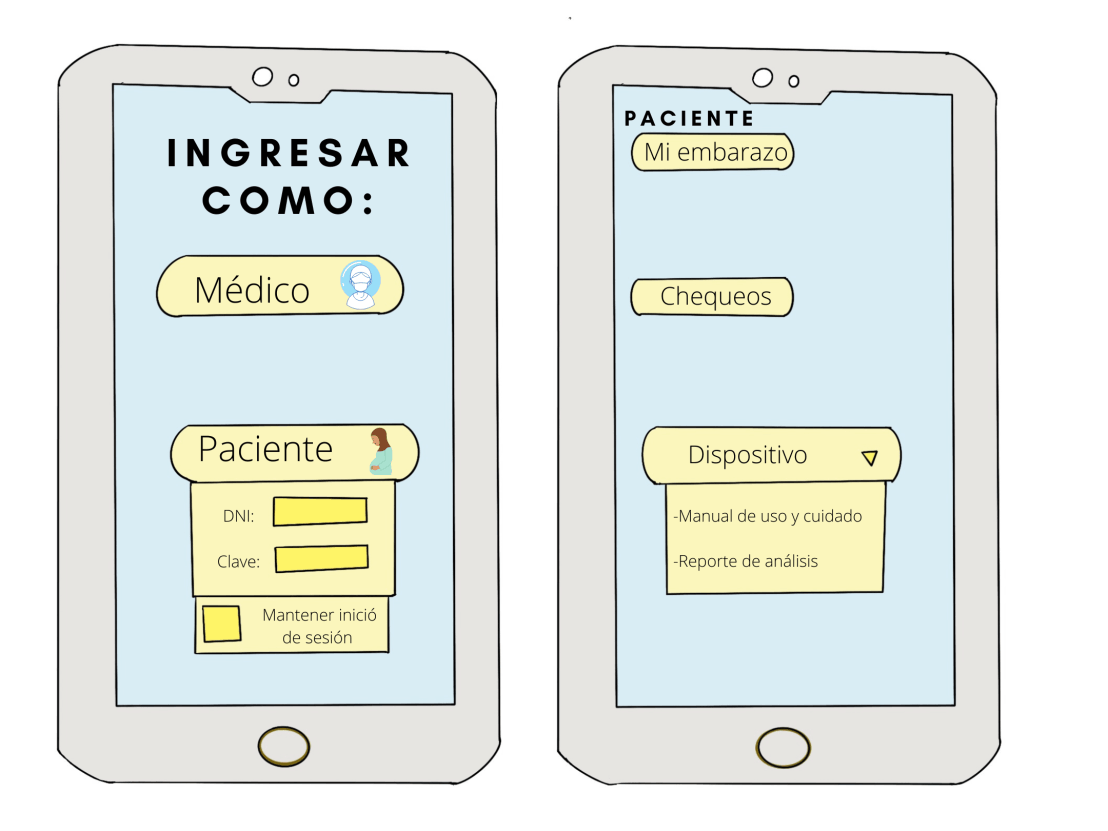 INGRESAR
COMO:
Médico
Paciente
DNI:
Clave:
Mantener inició
de sesión
PACIENTE
Mi embarazo
Chequeos
Dispositivo
-Manual de uso y cuidado
-Reporte de análisis